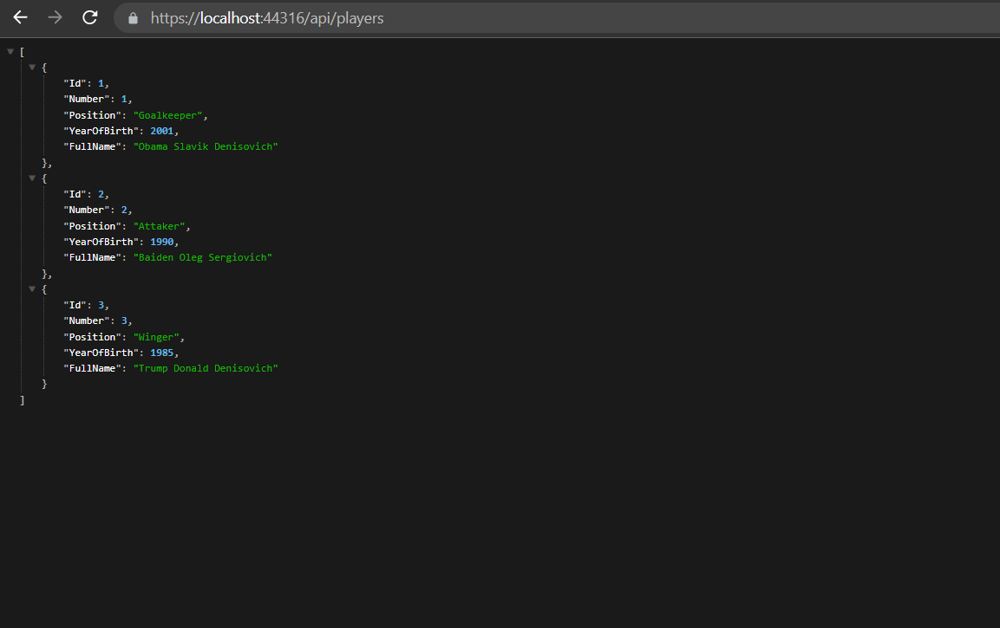 https://localhost:44316/api/players
[
{
"Id": 1,
"Number": 1,
"Position": "Goalkeeper",
"YearOfBirth": 2001,
"FullName": "Obama Slavik Denisovich"
},
{
"Id": 2,
"Number": 2,
"Position": "Attaker",
"YearOfBirth": 1990,
"FullName": "Baiden Oleg Sergiovich"
},
{
"Id": 3,
"Number": 3,
"Position": "Winger",
"YearOfBirth": 1985,
"FullName": "Trump Donald Denisovich"
}
]